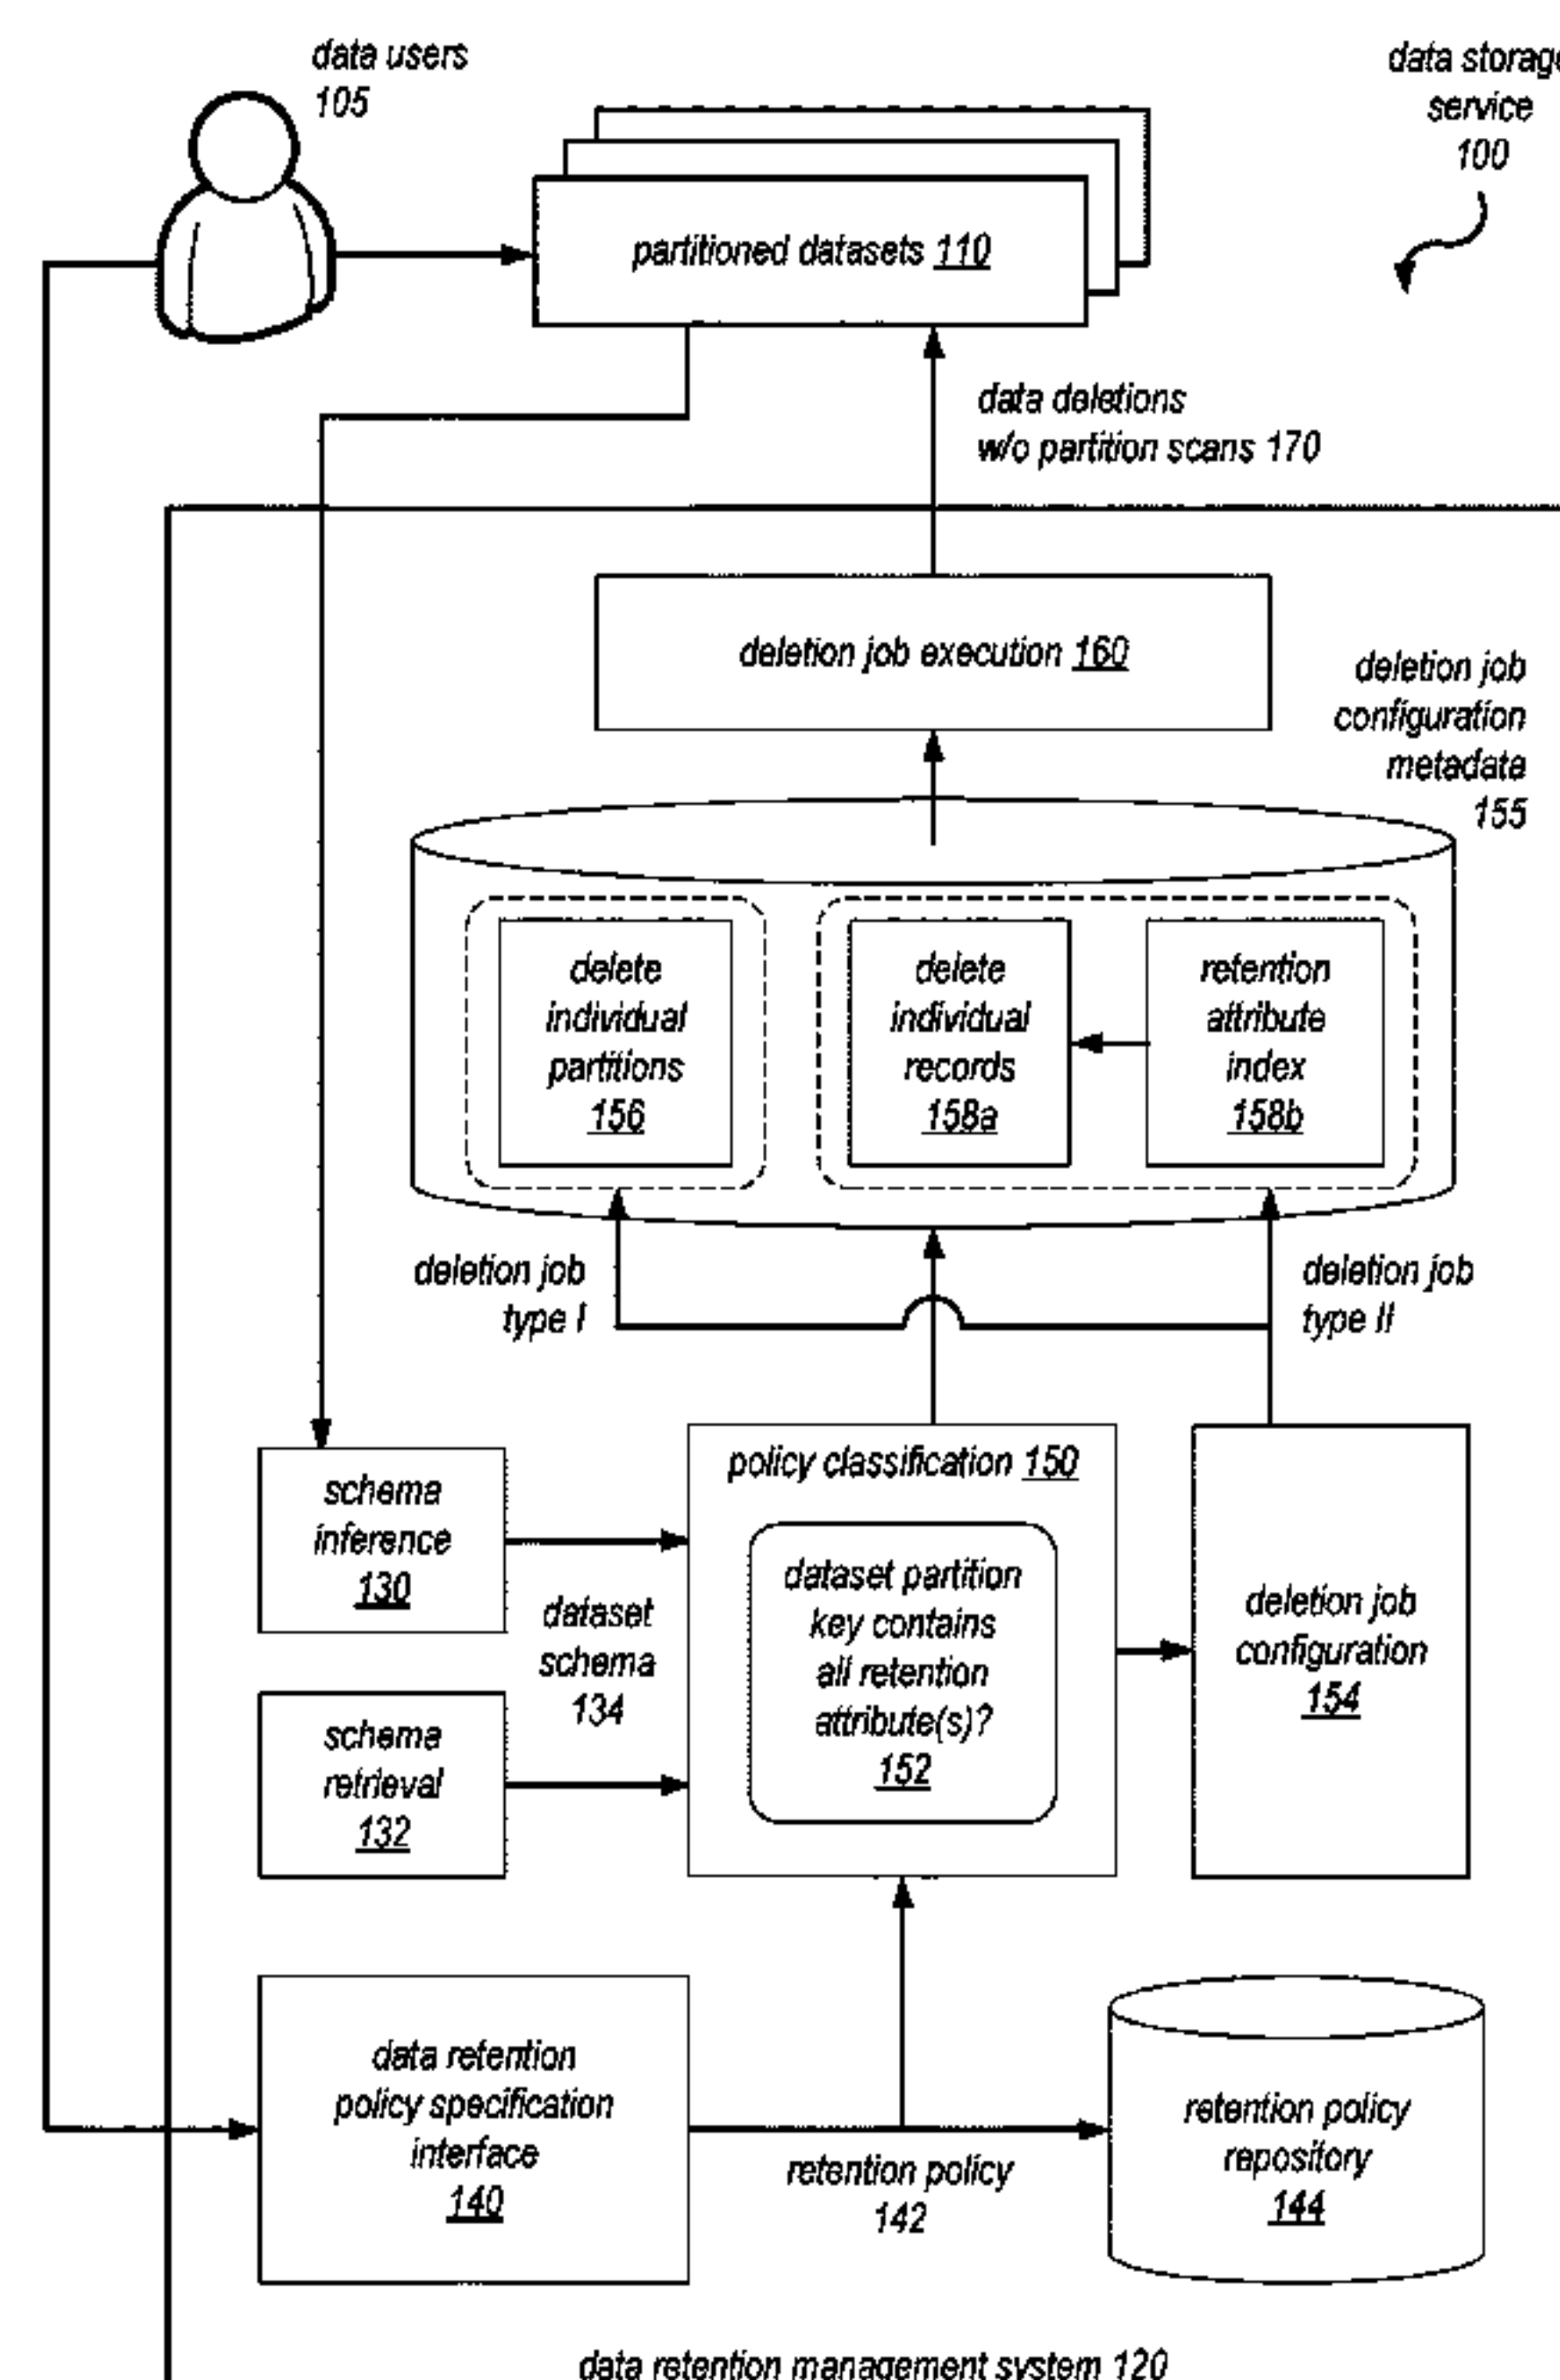 data users
105
data storage
service
100
partitioned datasets 110
data deletions
w/o partition scans 170
deletion job execution 160
deletion job
configuration
metadate
155
delete
individual
partitions
156
delete
individual
records
158a
retention
attribute
index
158b
deletion job
type I
deletion job
type II
schema
inference
130
dataset
schema
134
schema
retrieval
132
policy classification 150
dataset partition
key contains
all retention
attribute(s)?
152
deletion job
configuration
154
data retention
policy specification
interface
140
retention policy
142
retention policy
repository
144
data retention management system 120